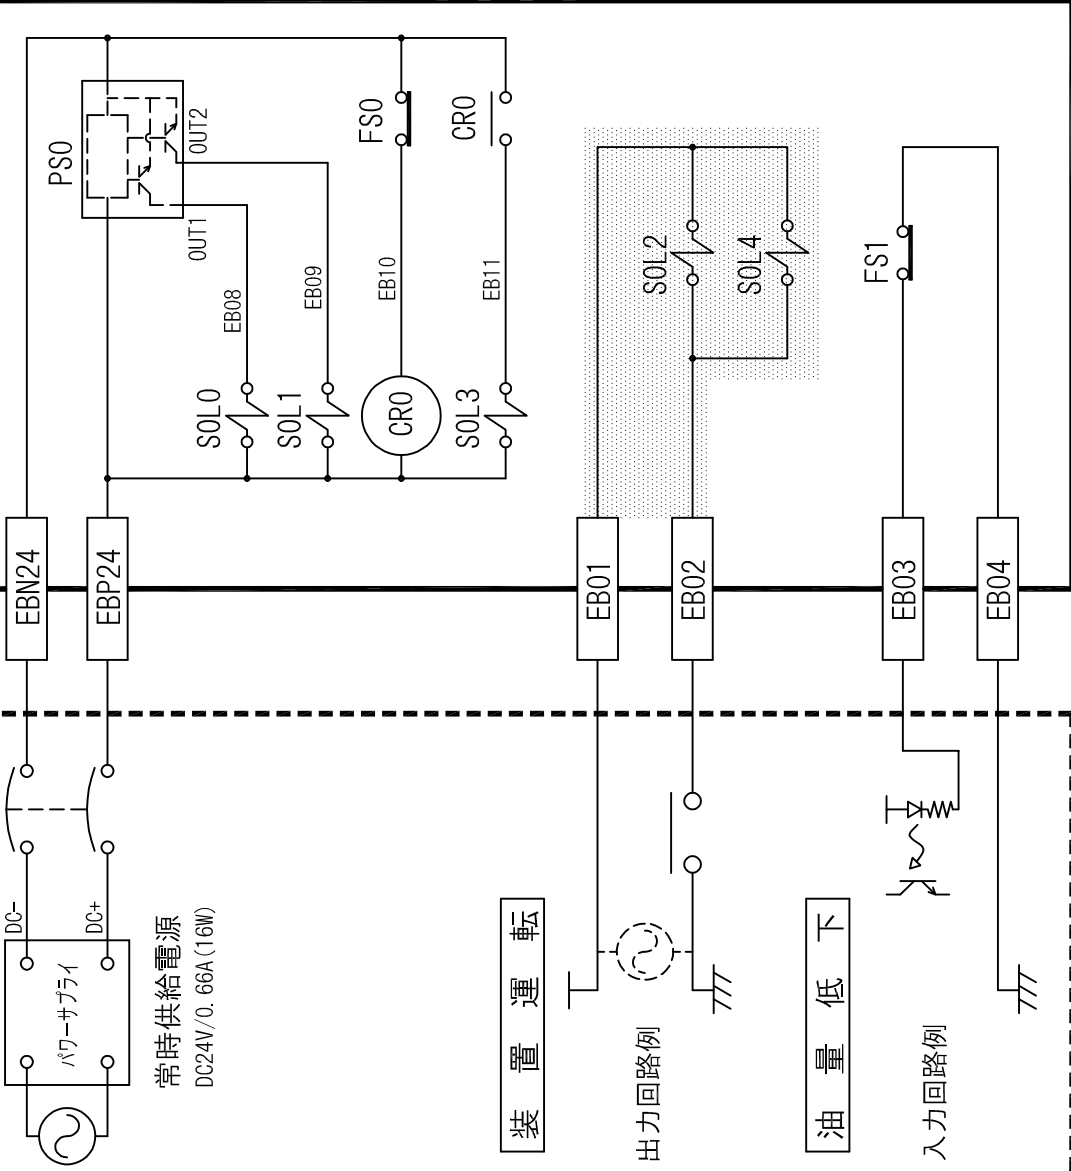 PS0
OUT1
OUT2
FS0
CR0
EB08
EB09
EB10
EB11
SOL0
SOL1
CR0
SOL3
SOL2
SOL4
FS1
EBN24
EBP24
EB01
EB02
EB03
EB04
DC-
DC+
パワーサプライ
常時供給電源
DC24V/0.66A(16W)
装置運転
出力回路例
油量低下
入力回路例